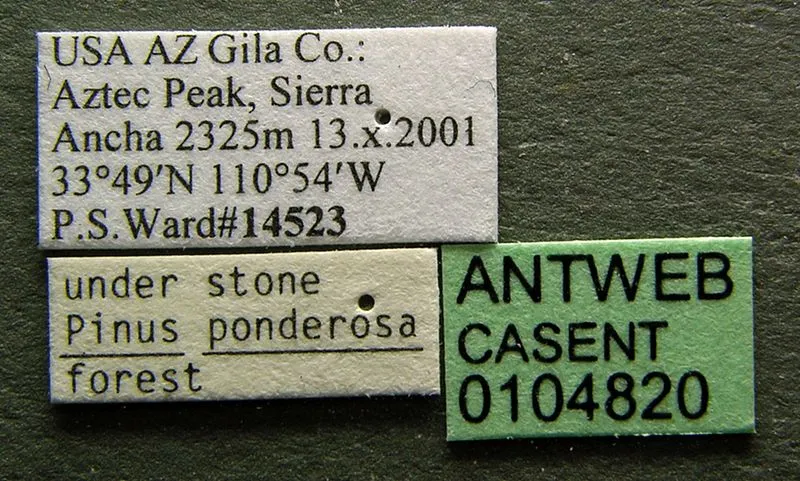 USA AZ Gila Co.:
Aztec Peak, Sierra
Ancha 2325m 13.x.2001
33°49′N 110°54′W
P.S.Ward#14523
under stone
Pinus ponderosa
forest
ANTWEB
CASENT
0104820